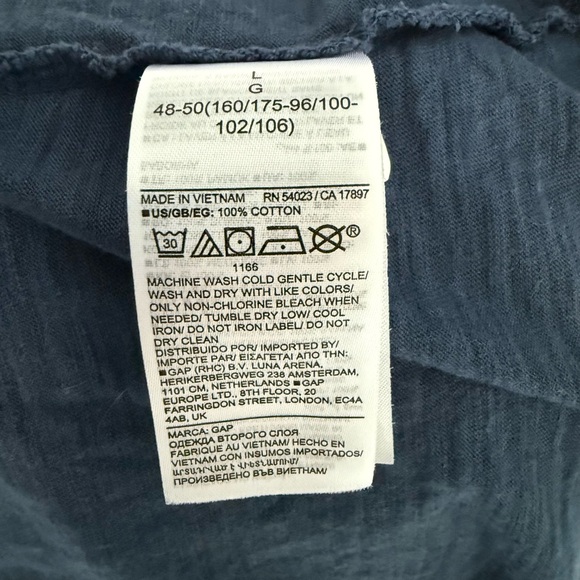 L
G
48-50(160/175-96/100-
102/106)
MADE IN VIETNAM RN 54023 / CA 17897
■US/GB/EG: 100% COTTON
30
®
1166
MACHINE WASH COLD GENTLE CYCLE/
WASH AND DRY WITH LIKE COLORS/
ONLY NON-CHLORINE BLEACH WHEN
NEEDED/ TUMBLE DRY LOW/ COOL
IRON/ DO NOT IRON LABEL/ DO NOT
DRY CLEAN
DISTRIBUIDO POR/ IMPORTED BY/
IMPORTE PAR/ ΕΙΣΑΓΕΤΑΙ ΑΠΟ ΤΗΝ:
■GAP (RHC) B.V. LUNA ARENA,
HERIKERBERGWEG 238 AMSTERDAM,
1101 CM, NETHERLANDS ■GAP
EUROPE LTD., 8TH FLOOR, 20
FARRINGDON STREET, LONDON, EC4A
4AB, UK
MARCA: GAP
ОДЕЖДА ВТОРОГО СЛОЯ
FABRIQUE AU VIETNAM/ HECHO EN
VIETNAM CON INSUMOS IMPORTADOS/
ԱՐՏԱԴՐՎԱԾ Է ՎԻԵՏՆԱՄՈՒՄ/
ПРОИЗВЕДЕНО ВЪВ ВИЕТНАМ/